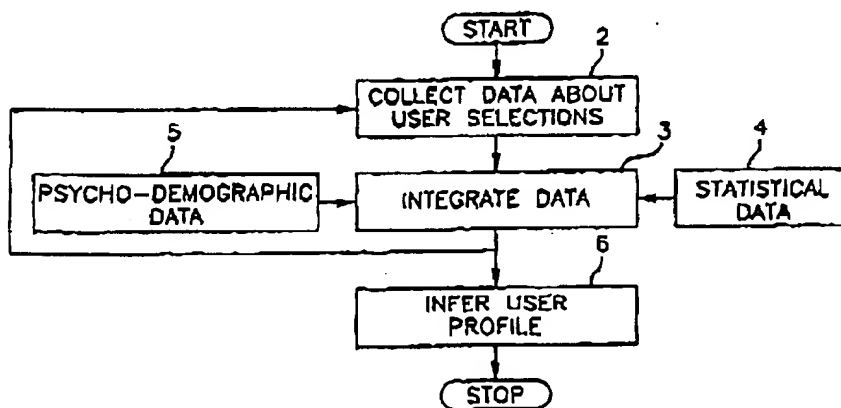 START
2
COLLECT DATA ABOUT
USER SELECTIONS
5
3
4
PSYCHO-DEMOGRAPHIC
DATA
INTEGRATE DATA
STATISTICAL
DATA
6
INFER USER
PROFILE
STOP